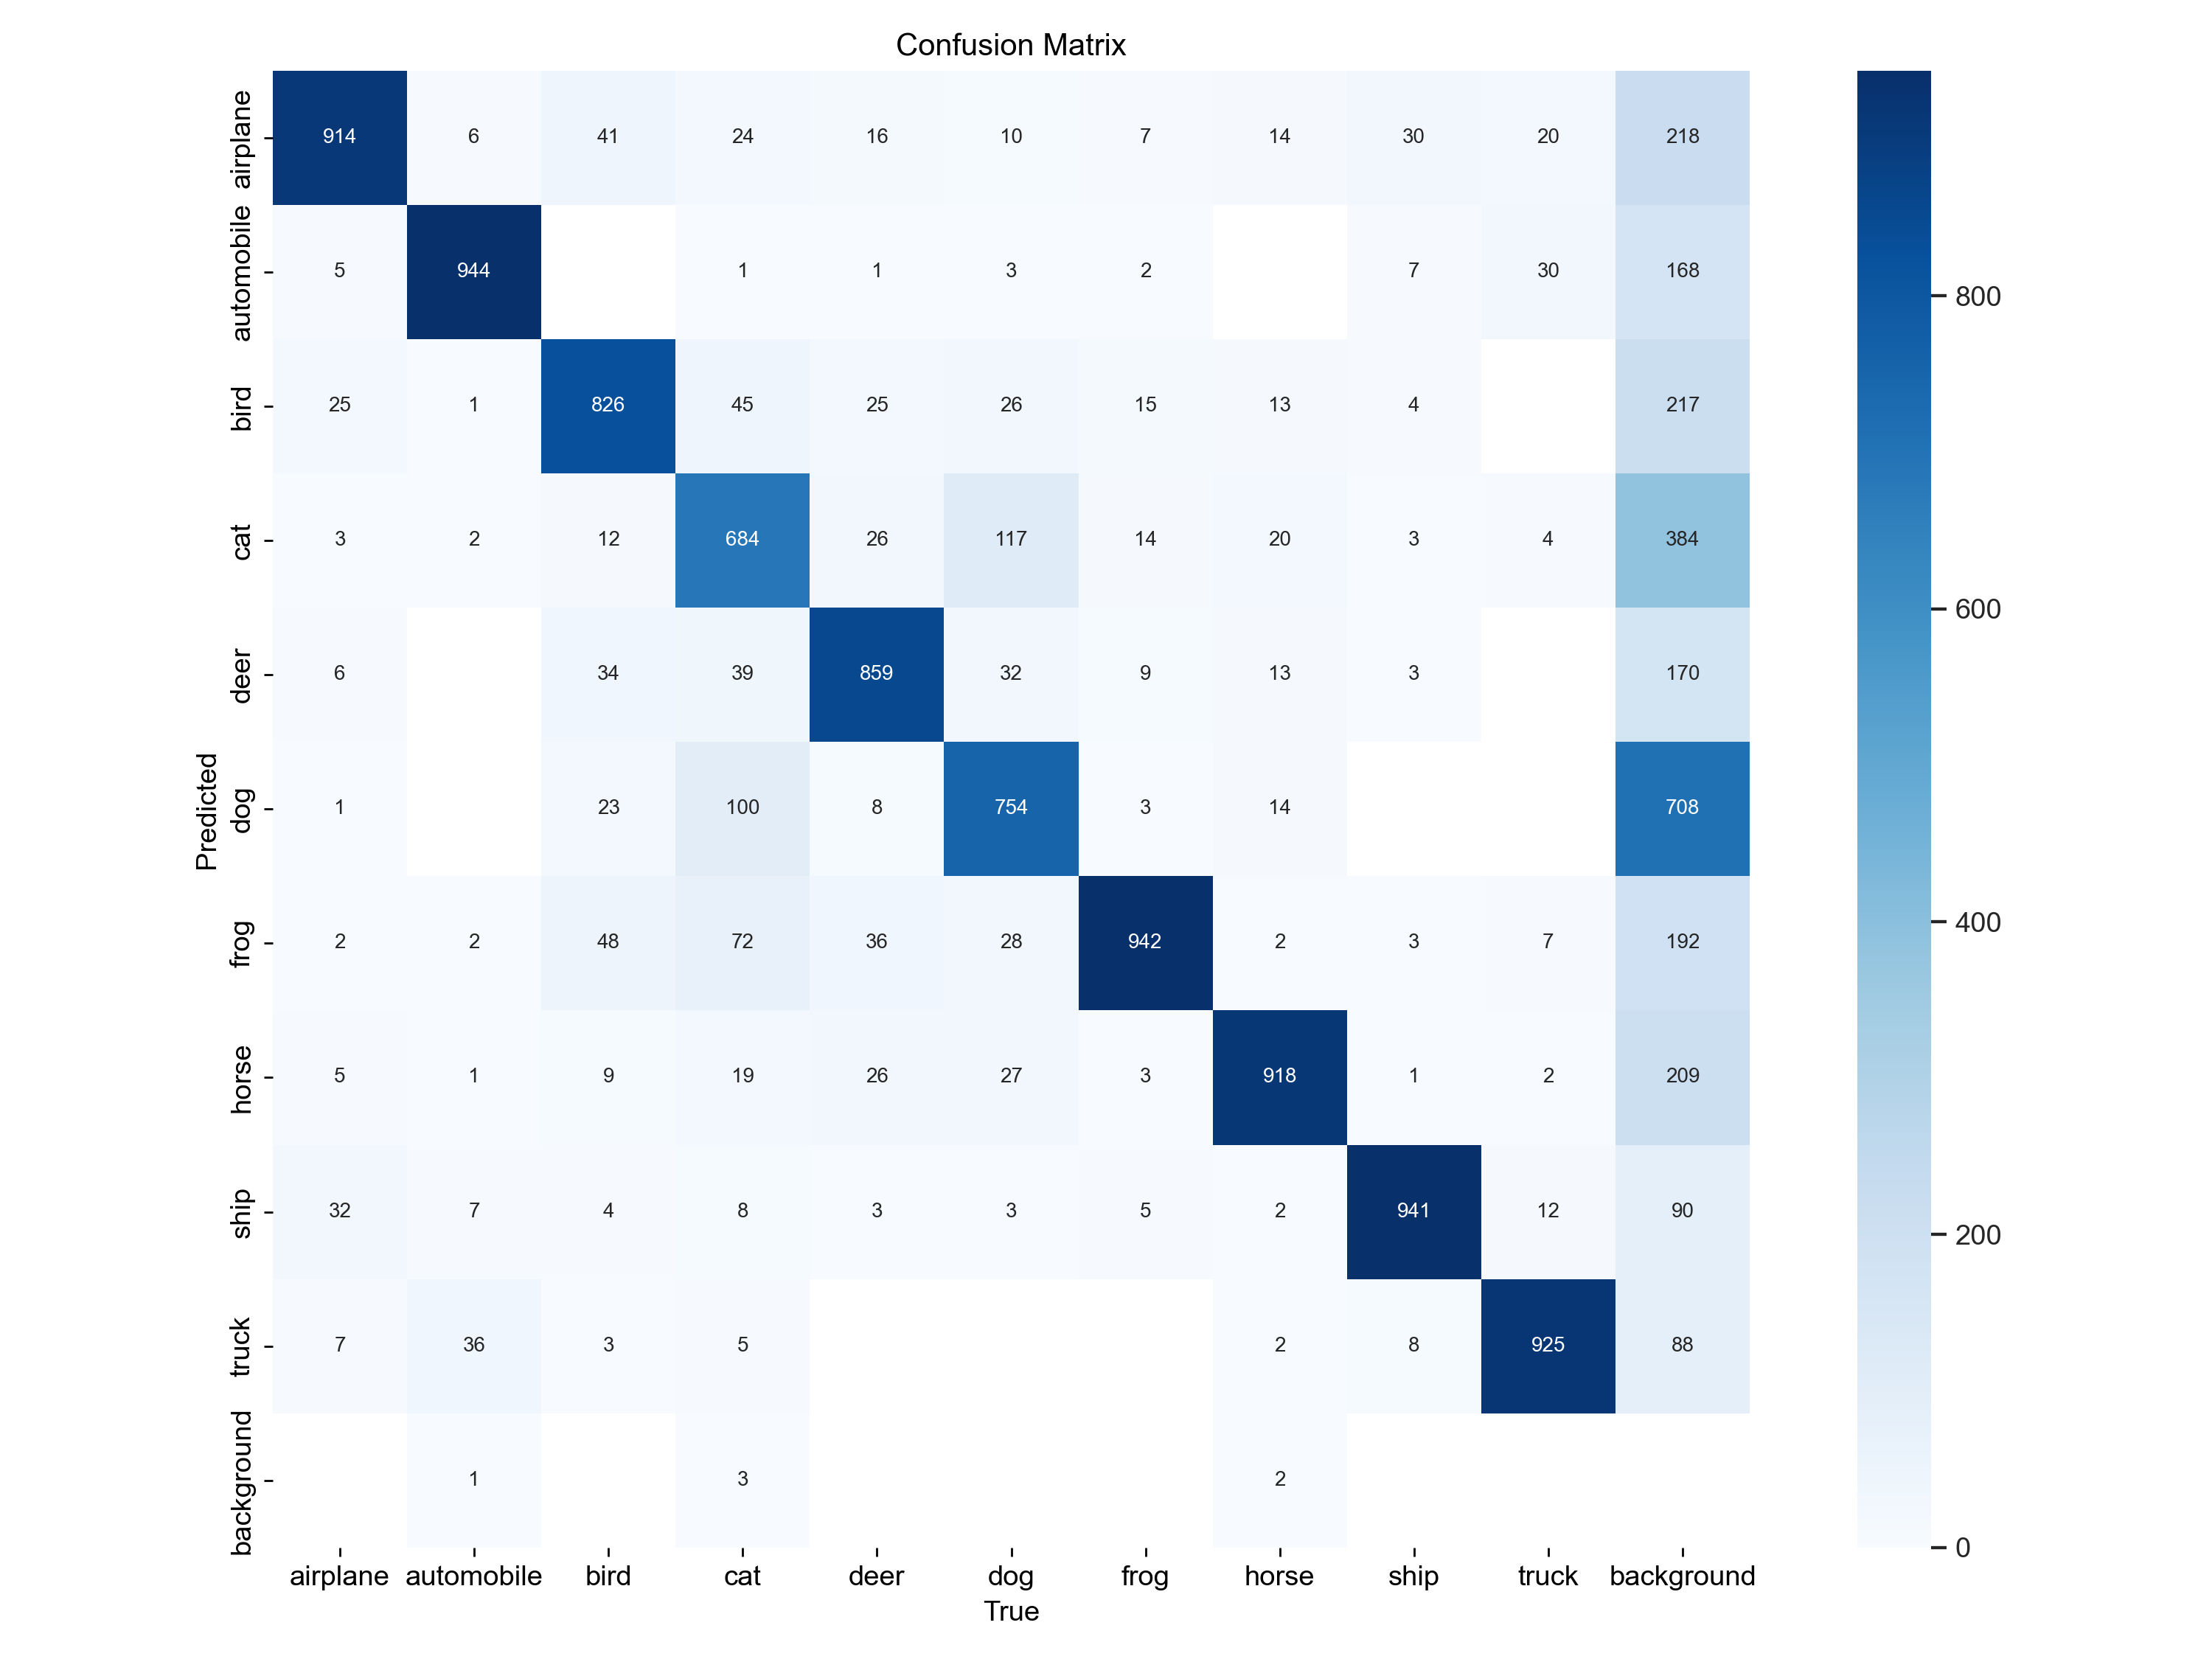 Confusion Matrix
airplane 914 6 41 24 16 10 7 14 30 20 218
automobile 5 944 1 1 3 2 7 30 168
bird 25 1 826 45 25 26 15 13 4 217
cat 3 2 12 684 26 117 14 20 3 4 384
deer 6 34 39 859 32 9 13 3 170
dog 1 23 100 8 754 3 14 708
frog 2 2 48 72 36 28 942 2 3 7 192
horse 5 1 9 19 26 27 3 918 1 2 209
ship 32 7 4 8 3 3 5 2 941 12 90
truck 7 36 3 5 2 8 925 88
background 1 3 2
Predicted
airplane automobile bird cat deer dog frog horse ship truck background
True
800
600
400
200
0